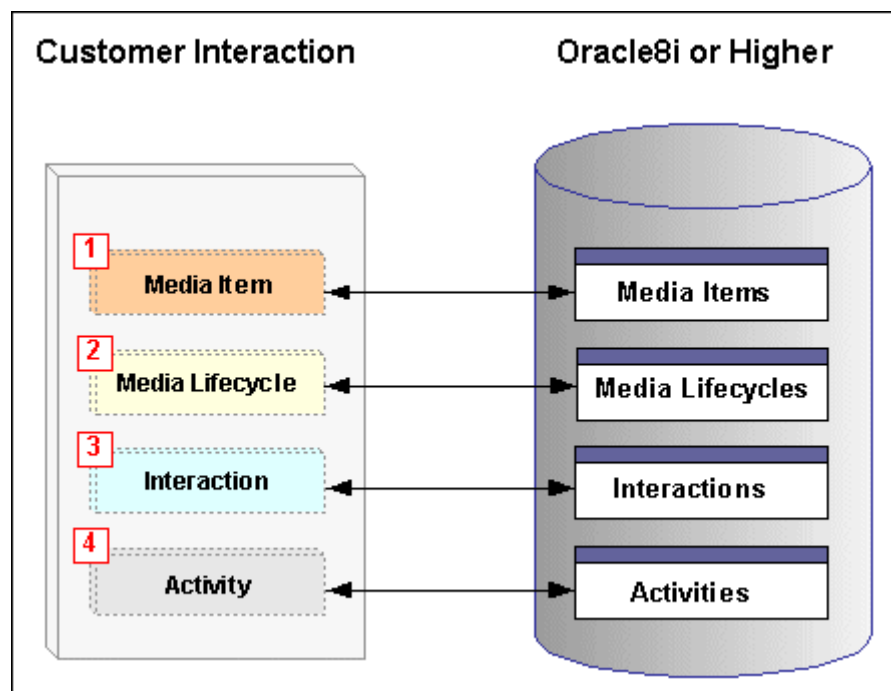 Customer Interaction
Oracle8i or Higher
1
Media Item
Media Items
2
Media Lifecycle
Media Lifecycles
3
Interaction
Interactions
4
Activity
Activities